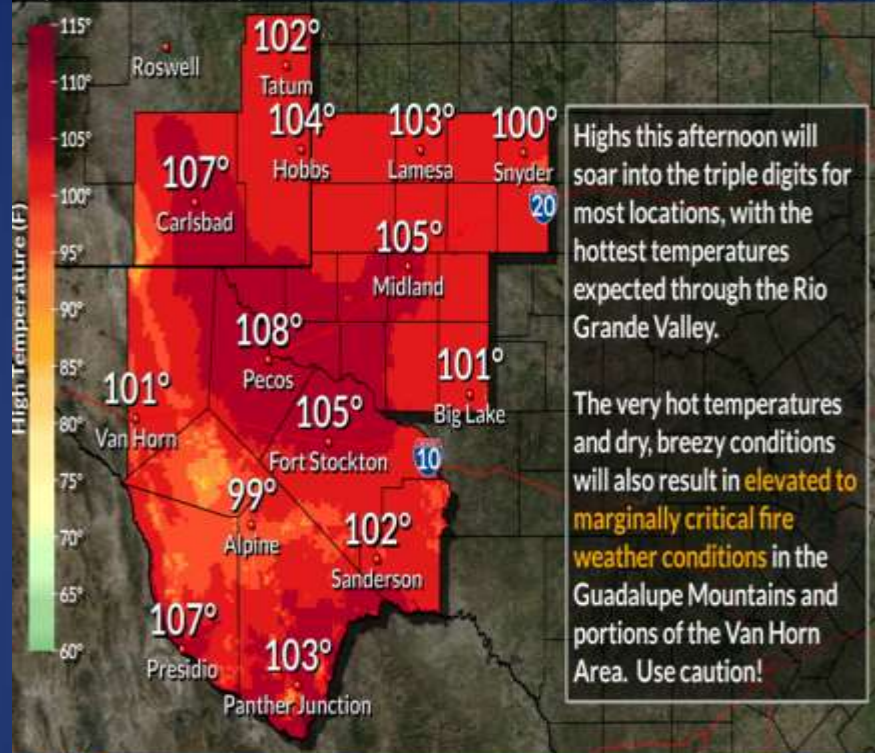 High Temperature (F)
115°
110°
105°
100°
95°
90°
85°
80°
75°
70°
65°
60°
Roswell
102°
Tatum
104°
Hobbs
103°
Lamesa
100°
Snyder
20
107°
Carlsbad
105°
Midland
108°
Pecos
101°
Big Lake
101°
Van Horn
105°
Fort Stockton
10
99°
Alpine
102°
Sanderson
107°
Presidio
103°
Panther Junction
Highs this afternoon will
soar into the triple digits for
most locations, with the
hottest temperatures
expected through the Rio
Grande Valley.
The very hot temperatures
and dry, breezy conditions
will also result in elevated to
marginally critical fire
weather conditions in the
Guadalupe Mountains and
portions of the Van Horn
Area. Use caution!